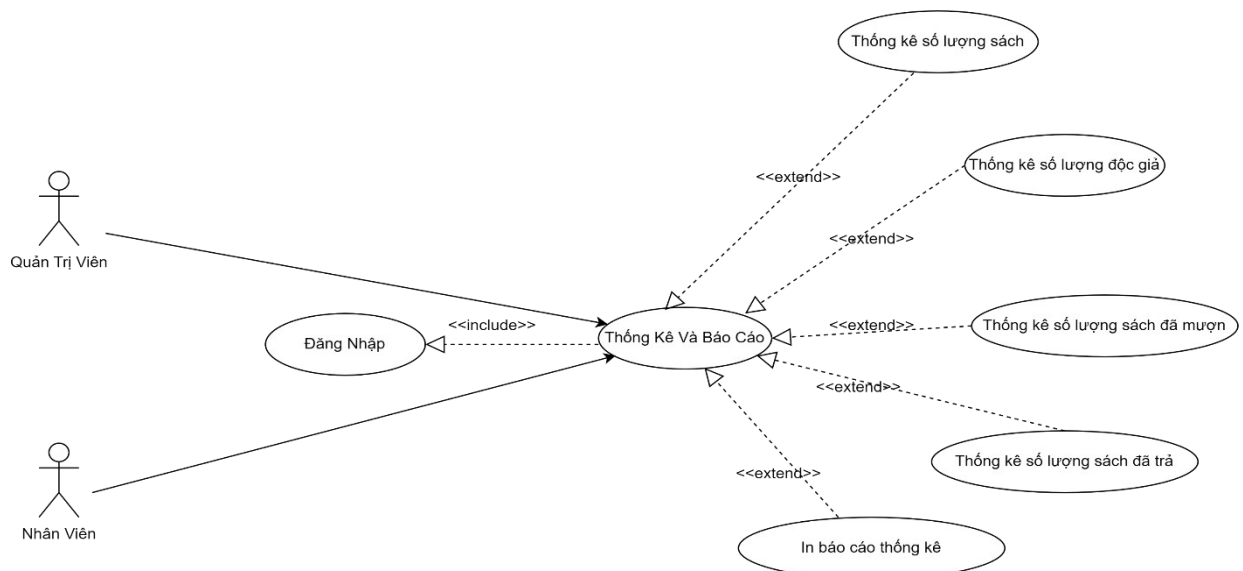 Thống kê số lượng sách
<<extend>>
Thống kê số lượng độc giả
<<extend>>
Quản Trị Viên
<<include>>
<<extend>>
Thống kê số lượng sách đã mượn
Đăng Nhập
Thống Kê Và Báo Cáo
<<extend>>
Thống kê số lượng sách đã trả
<<extend>>
Nhân Viên
In báo cáo thống kê